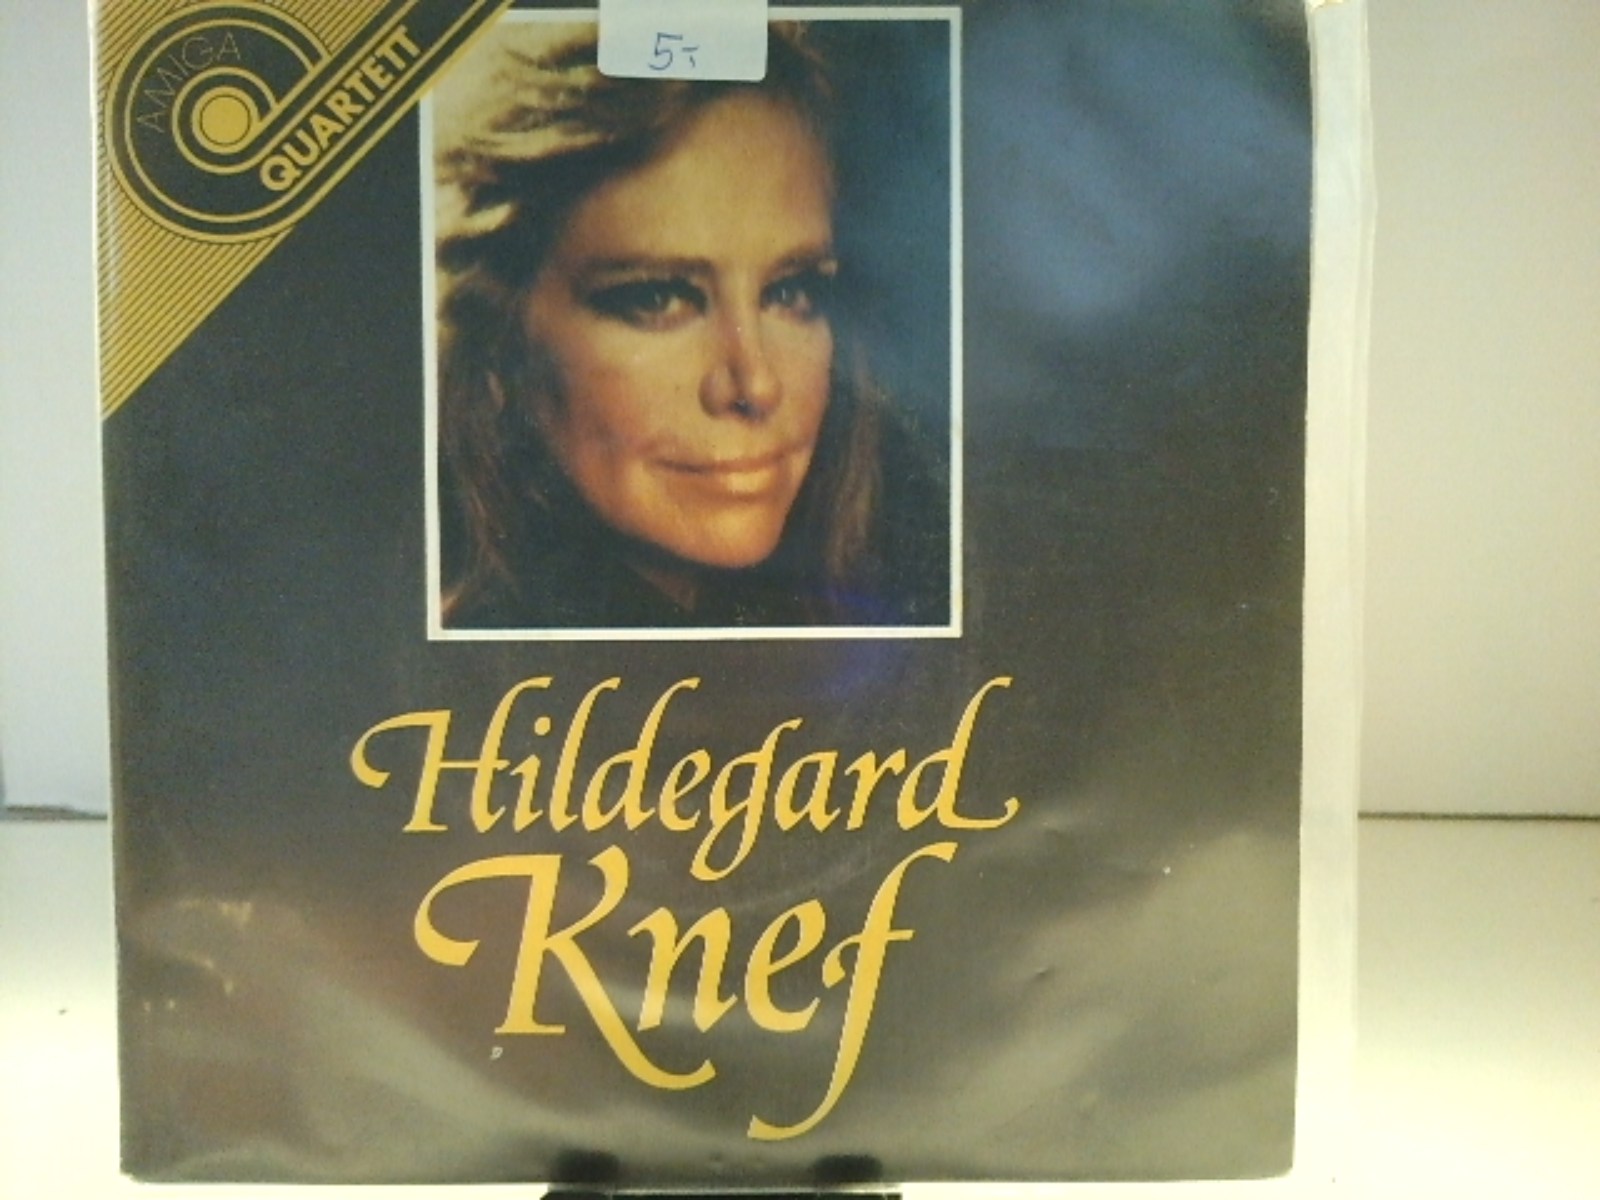 AMIGA
QUARTETT
5,-
Hildegard
Knef